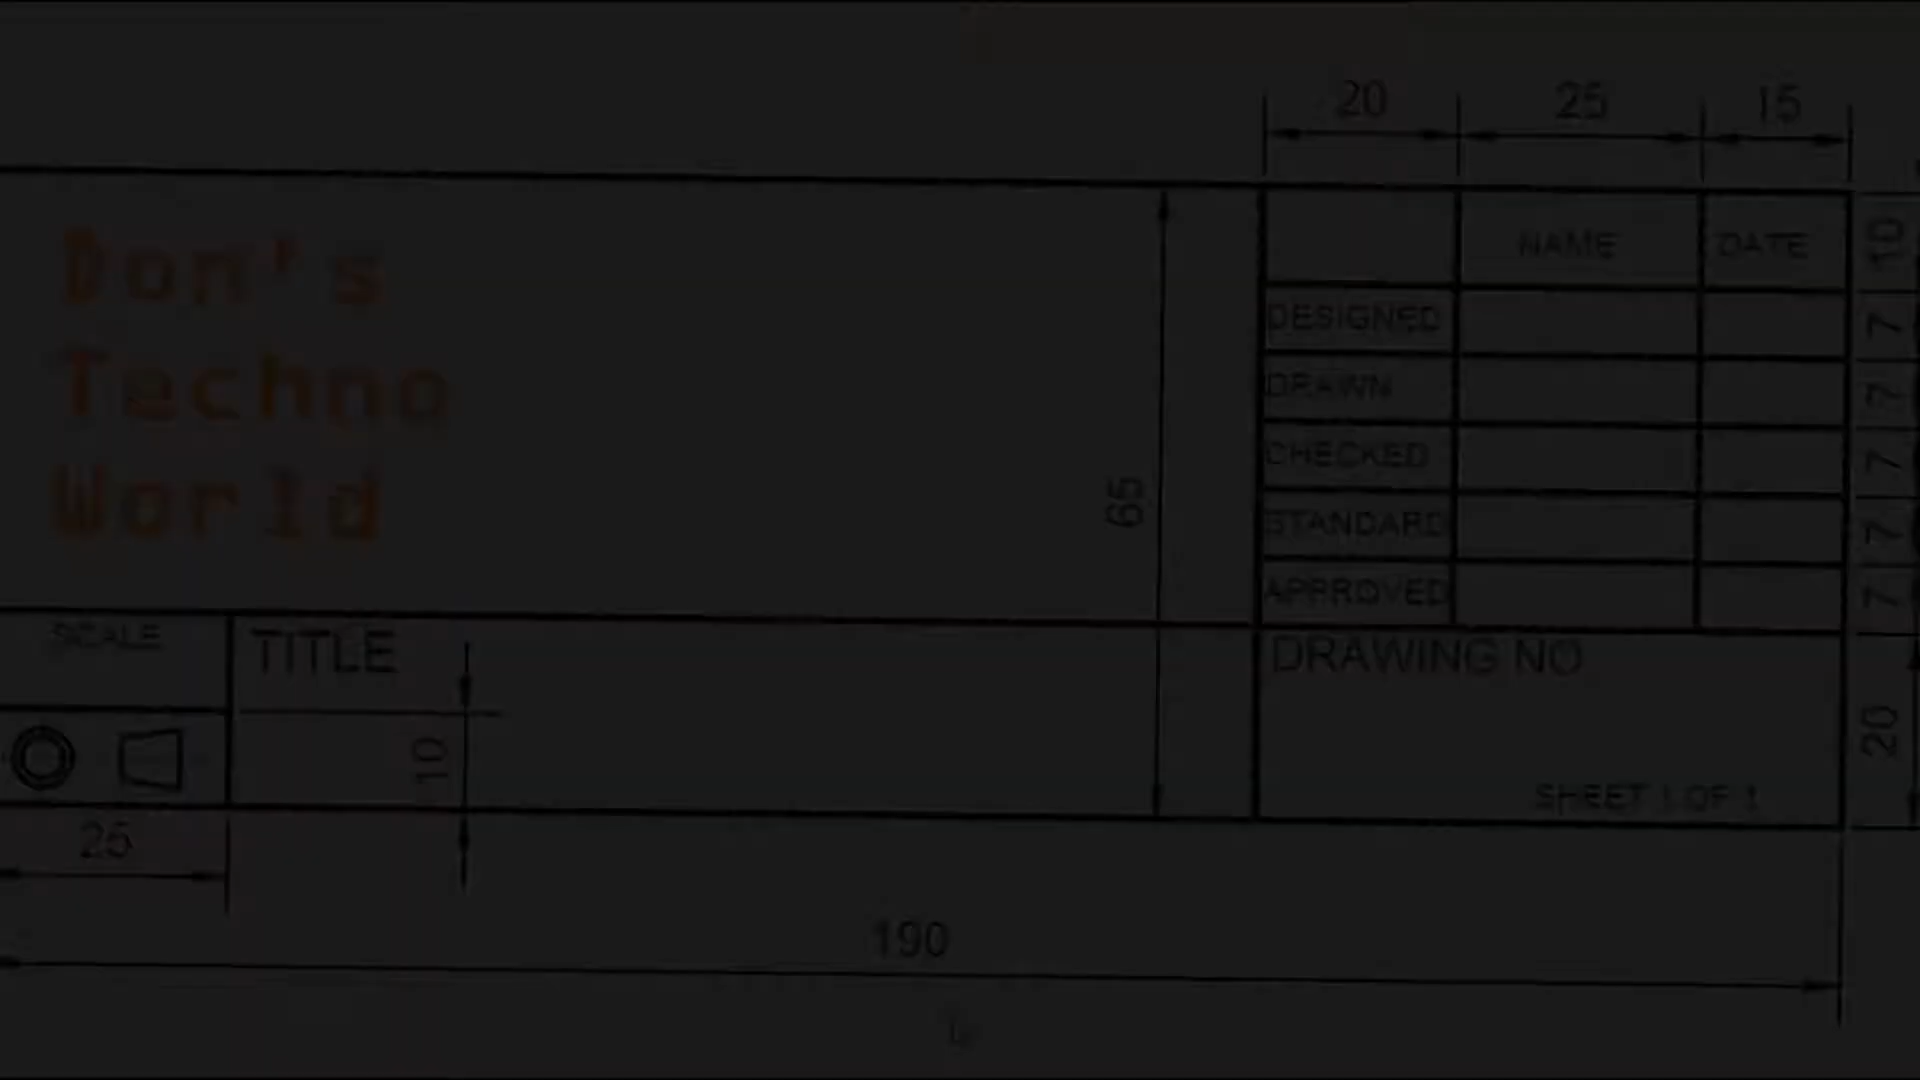 20 25 15
Don's
Techno
World
NAME DATE 10
DESIGNED 7
DRAWN 7
CHECKED 7
65
STANDARD 7
APPROVED 7
SCALE TITLE DRAWING NO
10 20
SHEET 1 OF 1
25
190